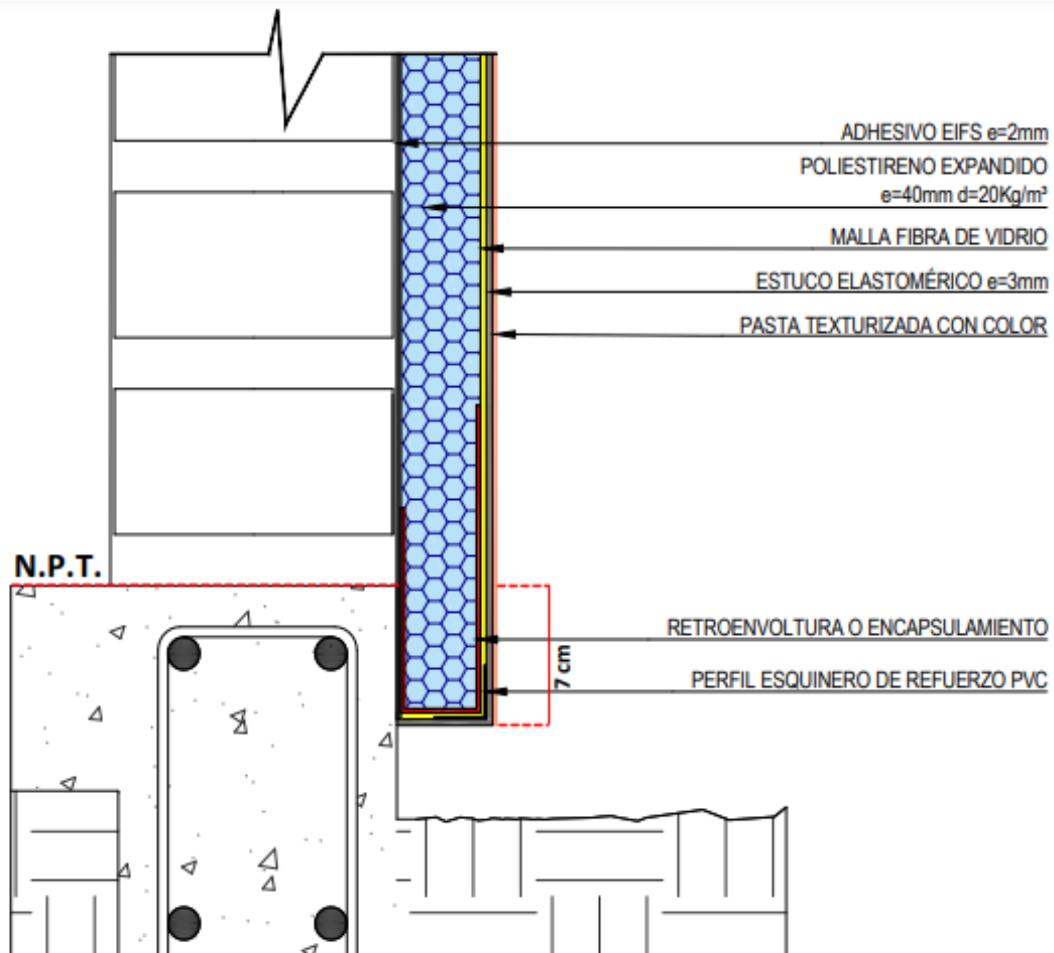 ADHESIVO EIFS e=2mm
POLIESTIRENO EXPANDIDO
e=40mm d=20Kg/m³
MALLA FIBRA DE VIDRIO
ESTUCO ELASTOMÉRICO e=3mm
PASTA TEXTURIZADA CON COLOR
N.P.T.
RETROENVOLTURA O ENCAPSULAMIENTO
7 cm
PERFIL ESQUINERO DE REFUERZO PVC